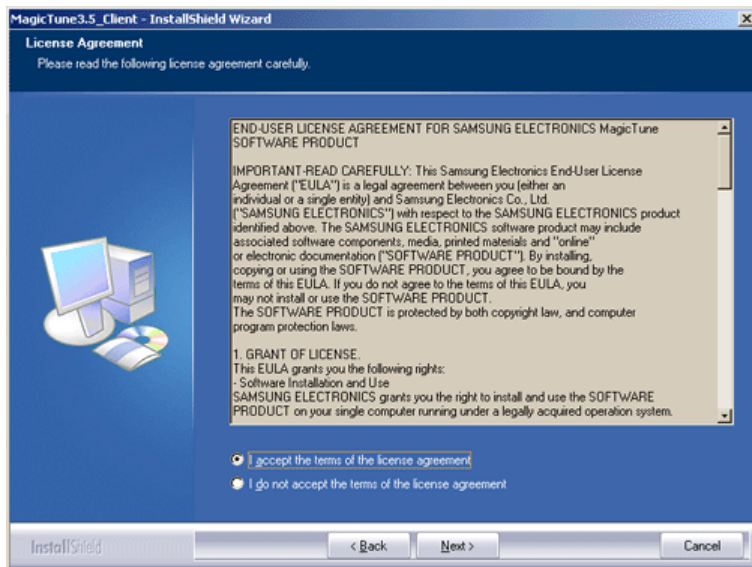 MagicTune3.5_Client - InstallShield Wizard
License Agreement
Please read the following license agreement carefully.
END-USER LICENSE AGREEMENT FOR SAMSUNG ELECTRONICS MagicTune
SOFTWARE PRODUCT
IMPORTANT-READ CAREFULLY: This Samsung Electronics End-User License
Agreement ("EULA") is a legal agreement between you (either an
individual or a single entity) and Samsung Electronics Co., Ltd.
("SAMSUNG ELECTRONICS") with respect to the SAMSUNG ELECTRONICS product
identified above. The SAMSUNG ELECTRONICS software product may include
associated software components, media, printed materials and "online"
or electronic documentation ("SOFTWARE PRODUCT"). By installing,
copying or using the SOFTWARE PRODUCT, you agree to be bound by the
terms of this EULA. If you do not agree to the terms of this EULA, you
may not install or use the SOFTWARE PRODUCT.
The SOFTWARE PRODUCT is protected by both copyright law, and computer
program protection laws.
1. GRANT OF LICENSE.
This EULA grants you the following rights:
- Software Installation and Use
SAMSUNG ELECTRONICS grants you the right to install and use the SOFTWARE
PRODUCT on your single computer running under a legally acquired operation system.
I accept the terms of the license agreement
I do not accept the terms of the license agreement
InstallShield
< Back
Next >
Cancel